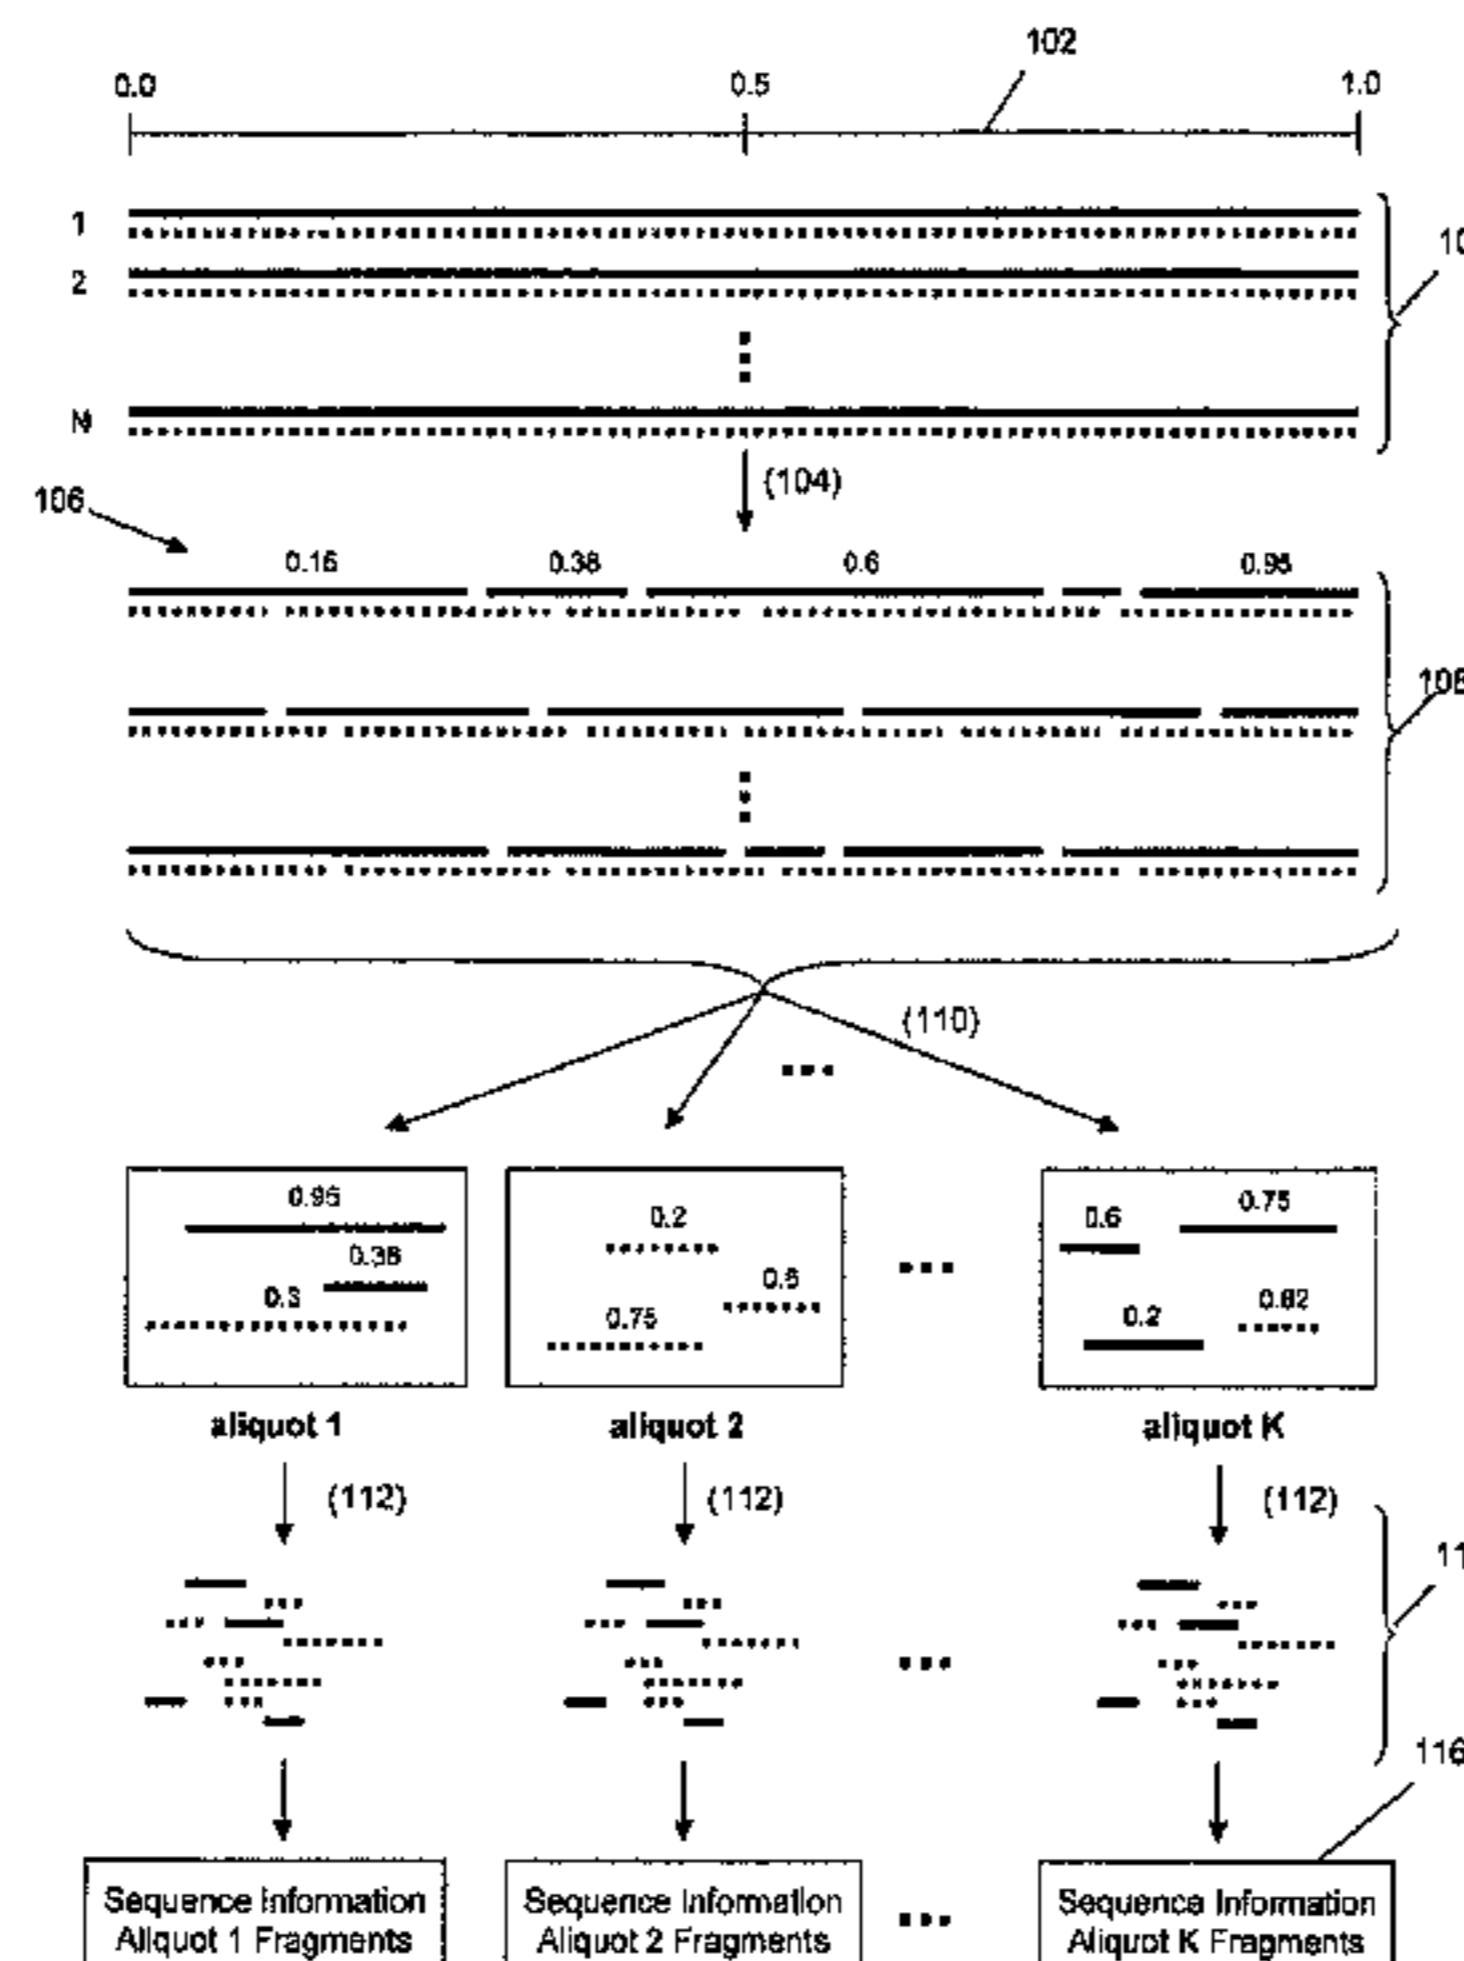 102
0.0 0.5 1.0
1
2
N
(104)
106
0.16 0.38 0.6 0.95
(110)
0.95
0.38
0.3
0.2
0.75
0.6 0.75
0.2 0.82
aliquot 1 aliquot 2 aliquot K
(112) (112) (112)
116
Sequence Information Sequence Information Sequence Information
Aliquot 1 Fragments Aliquot 2 Fragments Aliquot K Fragments